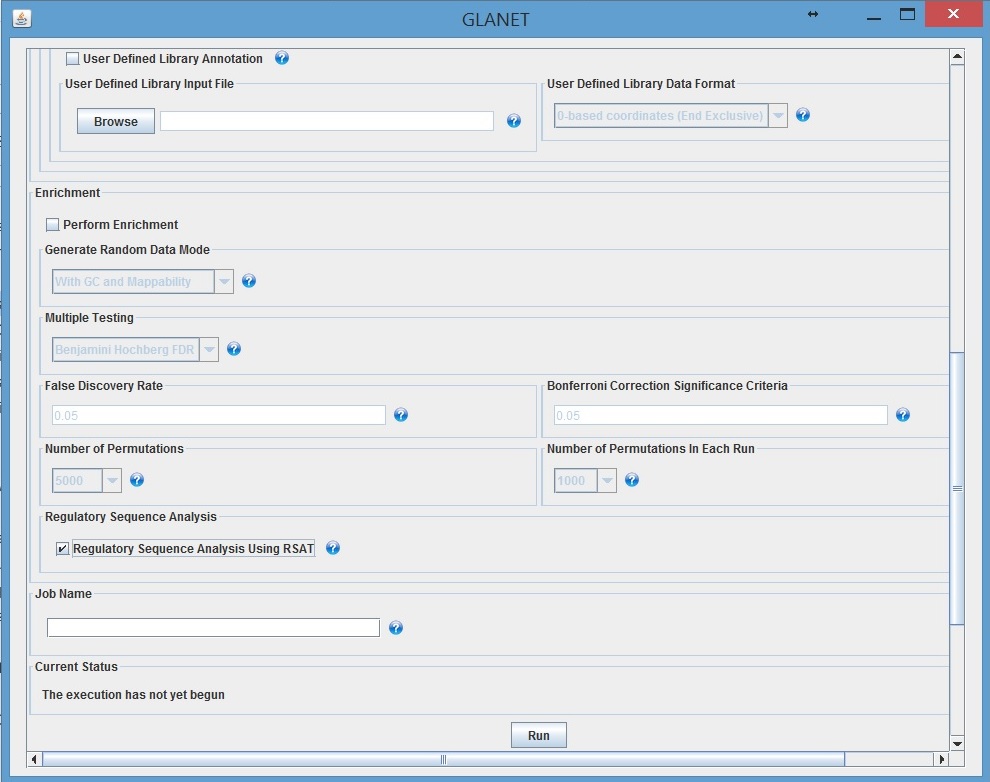 GLANET
User Defined Library Annotation
User Defined Library Input File
User Defined Library Data Format
Browse
0-based coordinates (End Exclusive)
Enrichment
Perform Enrichment
Generate Random Data Mode
With GC and Mappability
Multiple Testing
Benjamini Hochberg FDR
False Discovery Rate
Bonferroni Correction Significance Criteria
0.05
0.05
Number of Permutations
Number of Permutations In Each Run
5000
1000
Regulatory Sequence Analysis
Regulatory Sequence Analysis Using RSAT
Job Name
Current Status
The execution has not yet begun
Run